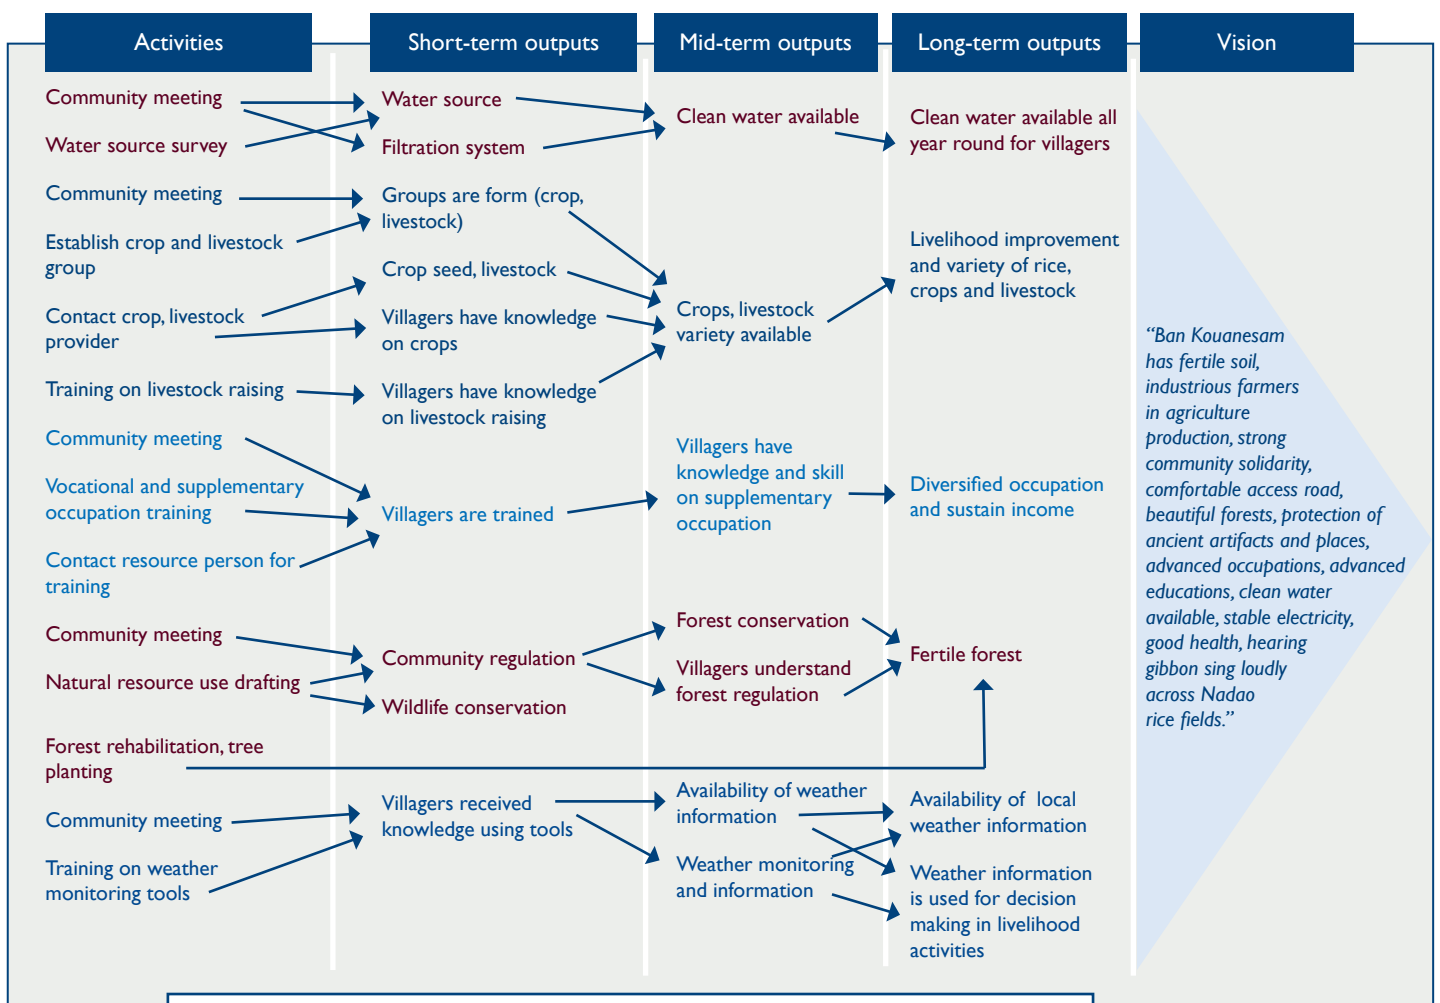 Activities
Short-term outputs
Mid-term outputs
Long-term outputs
Vision
Community meeting
Water source survey
Community meeting
Establish crop and livestock
group
Contact crop, livestock
provider
Training on livestock raising
Community meeting
Vocational and supplementary
occupation training
Contact resource person for
training
Community meeting
Natural resource use drafting
Forest rehabilitation, tree
planting
Community meeting
Training on weather
monitoring tools
Water source
Filtration system
Groups are form (crop,
livestock)
Crop seed, livestock
Villagers have knowledge
on crops
Villagers have knowledge
on livestock raising
Villagers are trained
Community regulation
Wildlife conservation
Villagers received
knowledge using tools
Clean water available
Crops, livestock
variety available
Villagers have
knowledge and skill
on supplementary
occupation
Forest conservation
Villagers understand
forest regulation
Availability of weather
information
Weather monitoring
and information
Clean water available all
year round for villagers
Livelihood improvement
and variety of rice,
crops and livestock
Diversified occupation
and sustain income
Fertile forest
Availability of local
weather information
Weather information
is used for decision
making in livelihood
activities
“Ban Kouanesam
has fertile soil,
industrious farmers
in agriculture
production, strong
community solidarity,
comfortable access road,
beautiful forests, protection of
ancient artifacts and places,
advanced occupations, advanced
educations, clean water
available, stable electricity,
good health, hearing
gibbon sing loudly
across Nadao
rice fields.”